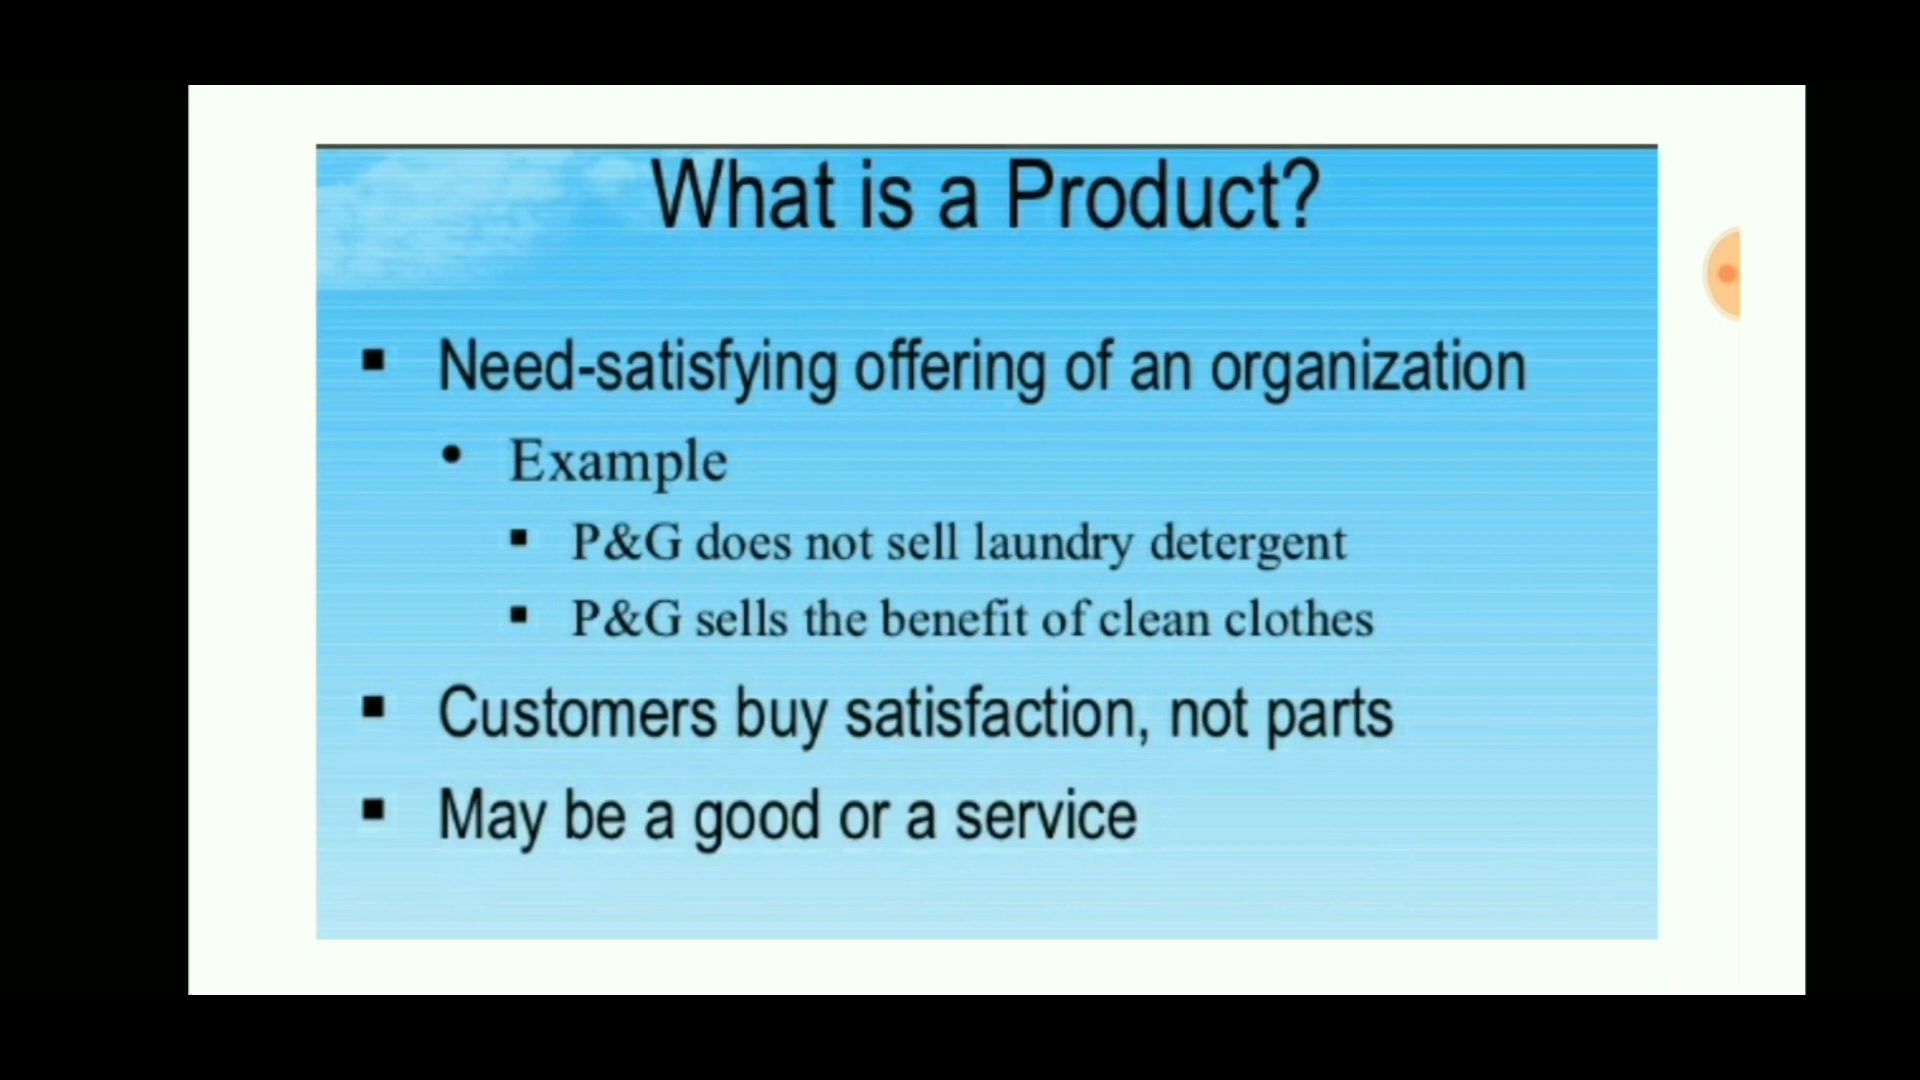 What is a Product?
Need-satisfying offering of an organization
Example
P&G does not sell laundry detergent
P&G sells the benefit of clean clothes
Customers buy satisfaction, not parts
May be a good or a service